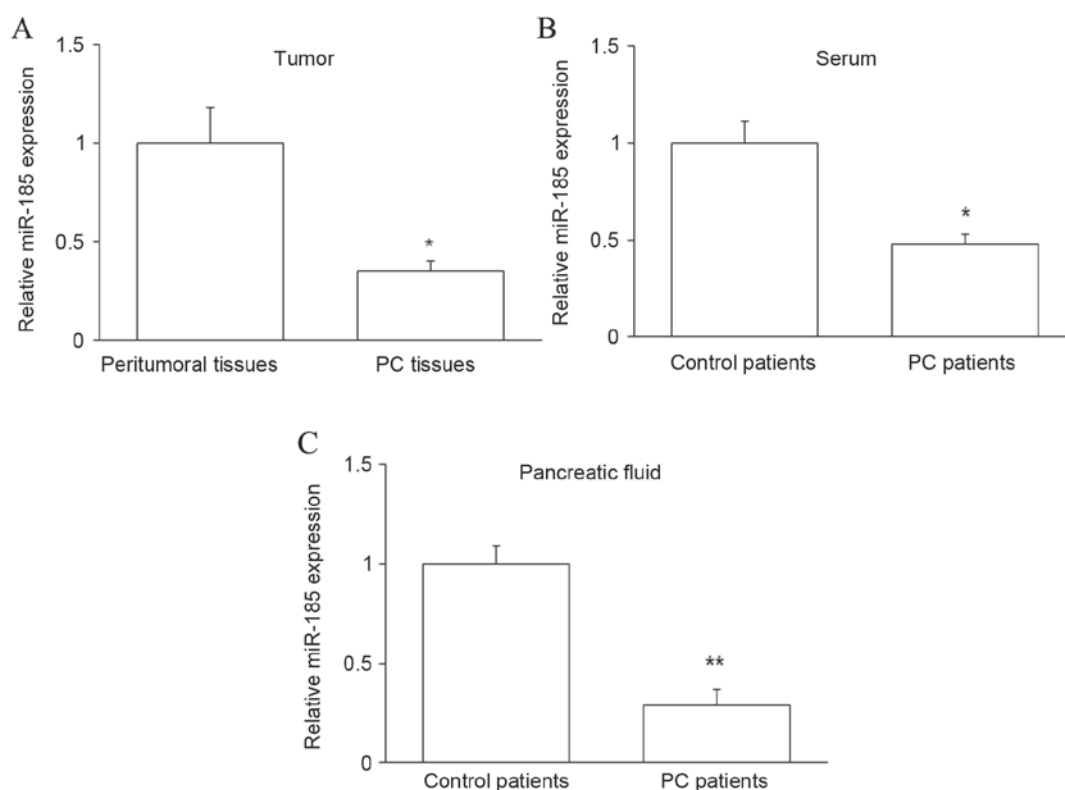 A
Tumor
Relative miR-185 expression
1.5
1
0.5
0
*
Peritumoral tissues
PC tissues
B
Serum
Relative miR-185 expression
1.5
1
0.5
0
*
Control patients
PC patients
C
Pancreatic fluid
Relative miR-185 expression
1.5
1
0.5
0
**
Control patients
PC patients